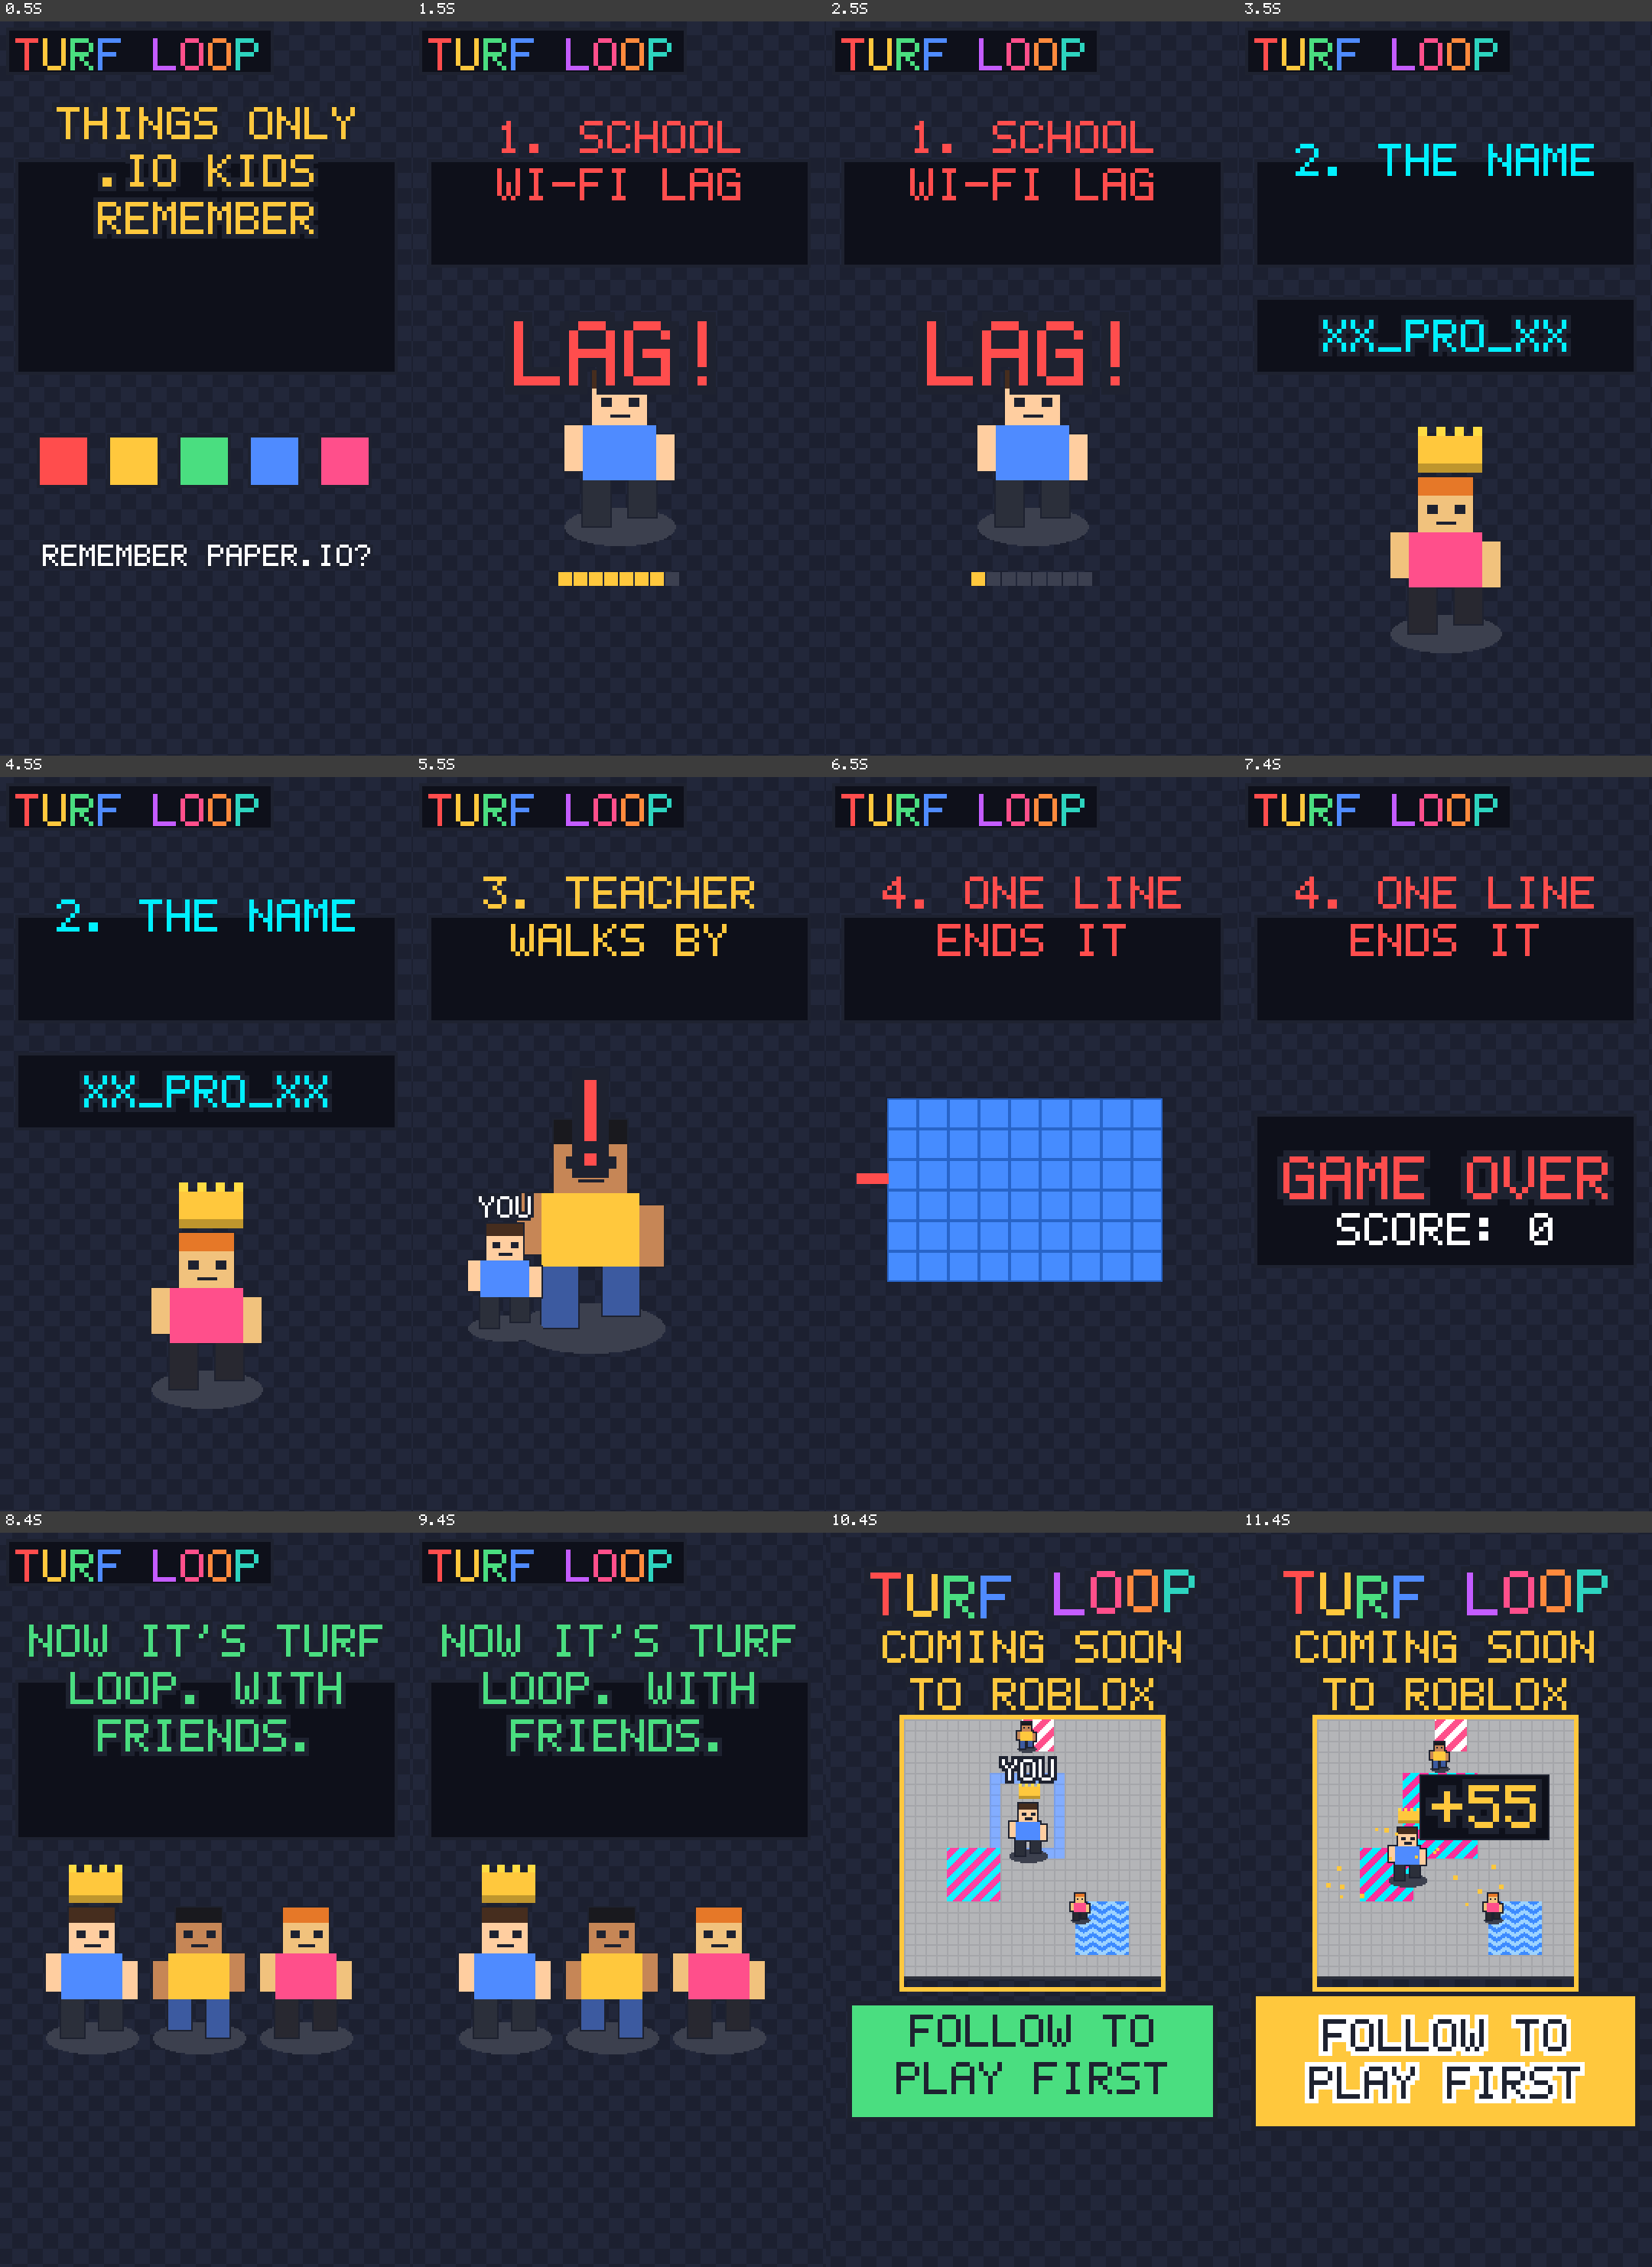 0.5S
TURF LOOP
THINGS ONLY
.IO KIDS
REMEMBER
REMEMBER PAPER.IO?
1.5S
TURF LOOP
1. SCHOOL
WI-FI LAG
LAG!
2.5S
TURF LOOP
1. SCHOOL
WI-FI LAG
LAG!
3.5S
TURF LOOP
2. THE NAME
XX_PRO_XX
4.5S
TURF LOOP
2. THE NAME
XX_PRO_XX
5.5S
TURF LOOP
3. TEACHER
WALKS BY
!
YOU
6.5S
TURF LOOP
4. ONE LINE
ENDS IT
7.4S
TURF LOOP
4. ONE LINE
ENDS IT
GAME OVER
SCORE: 0
8.4S
TURF LOOP
NOW IT'S TURF
LOOP. WITH
FRIENDS.
9.4S
TURF LOOP
NOW IT'S TURF
LOOP. WITH
FRIENDS.
10.4S
TURF LOOP
COMING SOON
TO ROBLOX
YOU
FOLLOW TO
PLAY FIRST
11.4S
TURF LOOP
COMING SOON
TO ROBLOX
+55
FOLLOW TO
PLAY FIRST